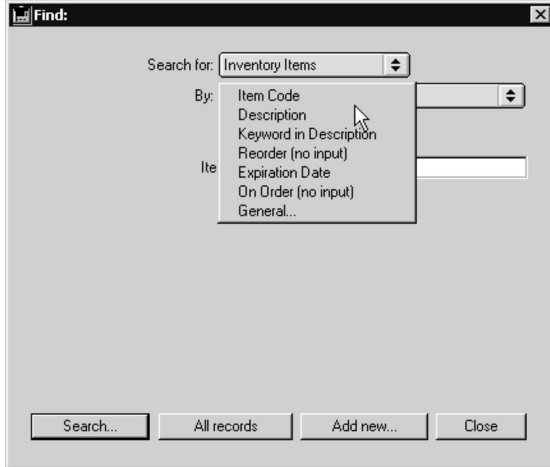 Find:
Search for: Inventory Items
By:
Item Code
Description
Keyword in Description
Reorder (no input)
Ite
Expiration Date
On Order (no input)
General...
Search... All records Add new... Close